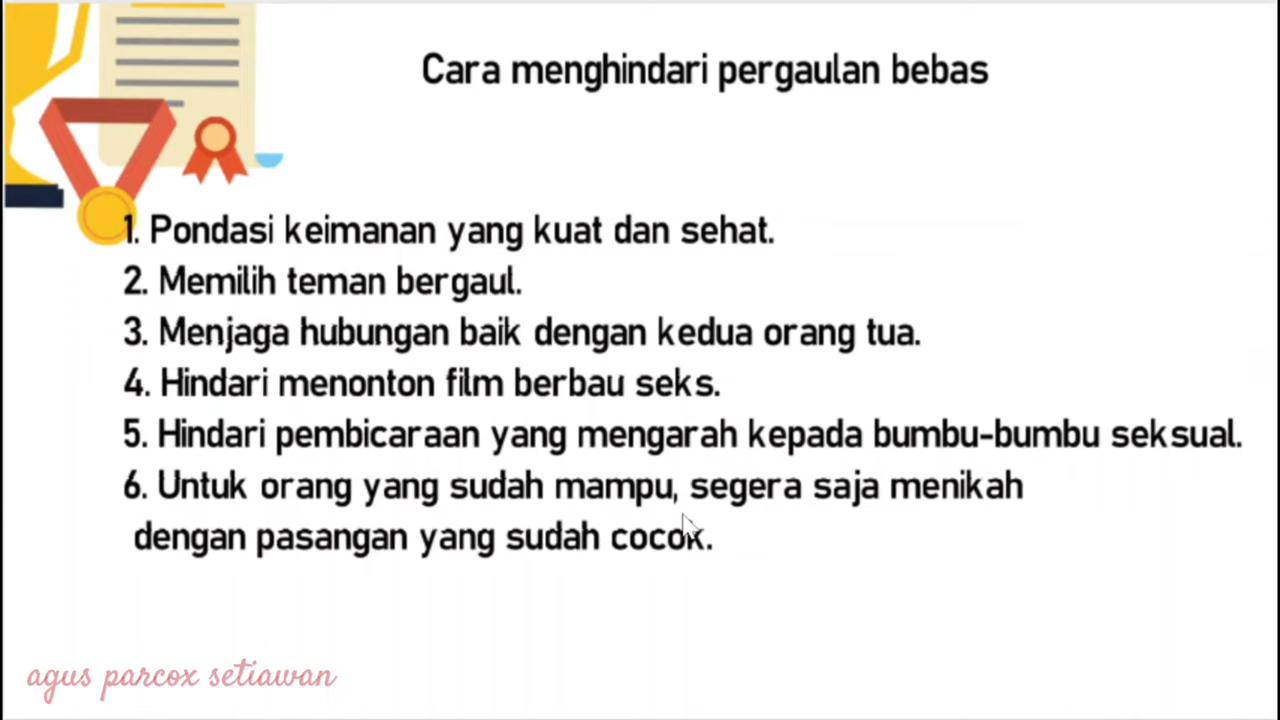 Cara menghindari pergaulan bebas
1. Pondasi keimanan yang kuat dan sehat.
2. Memilih teman bergaul.
3. Menjaga hubungan baik dengan kedua orang tua.
4. Hindari menonton film berbau seks.
5. Hindari pembicaraan yang mengarah kepada bumbu-bumbu seksual.
6. Untuk orang yang sudah mampu, segera saja menikah
dengan pasangan yang sudah cocok.
agus parcox setiawan